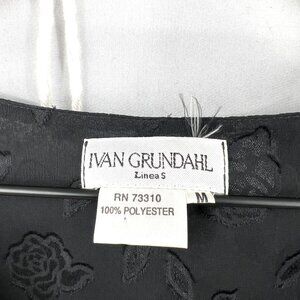 IVAN GRUNDAHL
Linea S
M
RN 73310
100% POLYESTER